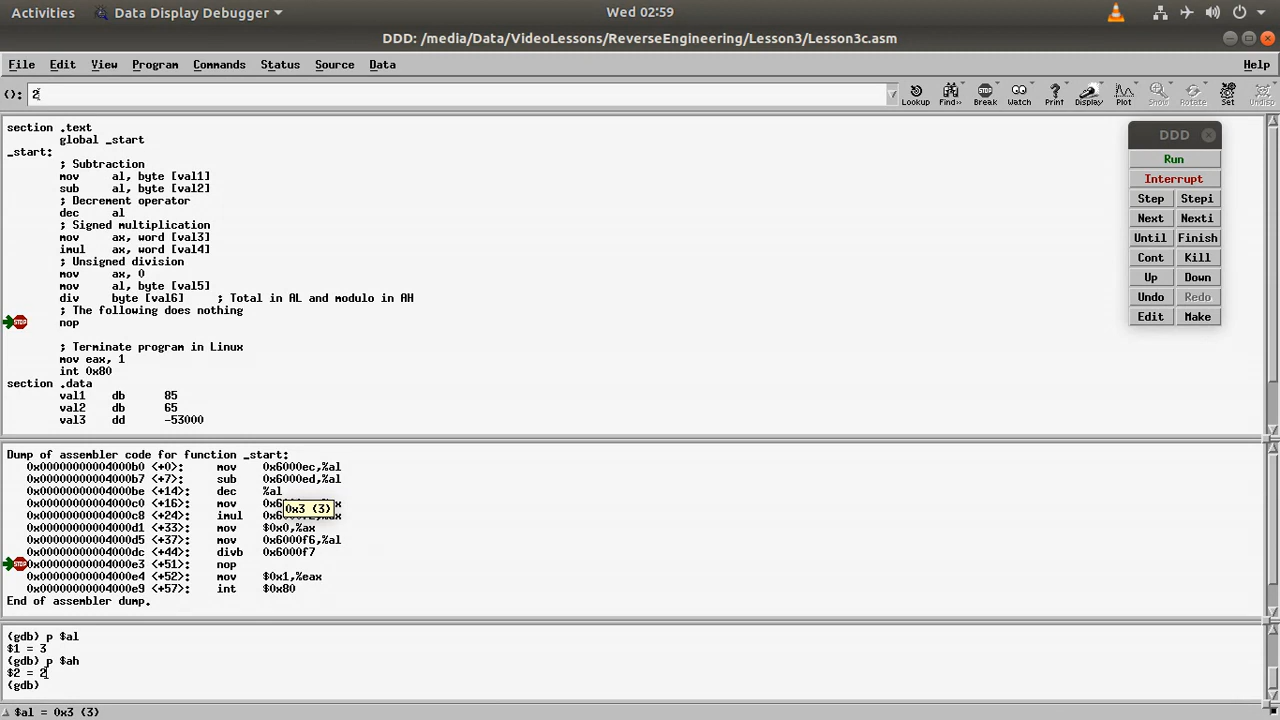 Activities Data Display Debugger Wed 02:59
DDD: /media/Data/VideoLessons/ReverseEngineering/Lesson3/Lesson3c.asm
File Edit View Program Commands Status Source Data Help
(): 2
Lookup Find>> Break Watch Print Display Plot Show Rotate Set Undisp
section .text
global _start
_start:
; Subtraction
mov al, byte [val1]
sub al, byte [val2]
; Decrement operator
dec al
; Signed multiplication
mov ax, word [val3]
imul ax, word [val4]
; Unsigned division
mov ax, 0
mov al, byte [val5]
div byte [val6] ; Total in AL and modulo in AH
; The following does nothing
STOP nop
; Terminate program in Linux
mov eax, 1
int 0x80
section .data
val1 db 85
val2 db 65
val3 dd -53000
DDD
Run
Interrupt
Step Stepi
Next Nexti
Until Finish
Cont Kill
Up Down
Undo Redo
Edit Make
Dump of assembler code for function _start:
0x00000000004000b0 <+0>: mov 0x6000ec,%al
0x00000000004000b7 <+7>: sub 0x6000ed,%al
0x00000000004000be <+14>: dec %al
0x00000000004000c0 <+16>: mov
0x3 (3)
0x00000000004000c8 <+24>: imul
0x00000000004000d1 <+33>: mov $0x0,%ax
0x00000000004000d5 <+37>: mov 0x6000f6,%al
0x00000000004000dc <+44>: divb 0x6000f7
STOP 0x00000000004000e3 <+51>: nop
0x00000000004000e4 <+52>: mov $0x1,%eax
0x00000000004000e9 <+57>: int $0x80
End of assembler dump.
(gdb) p $al
$1 = 3
(gdb) p $ah
$2 = 2
(gdb)
$al = 0x3 (3)